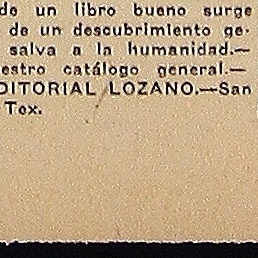 de un libro bueno surge
de un descubrimiento ge-
salva a la humanidad.—
estro catálogo general.—
DITORIAL LOZANO.—San
Tex.